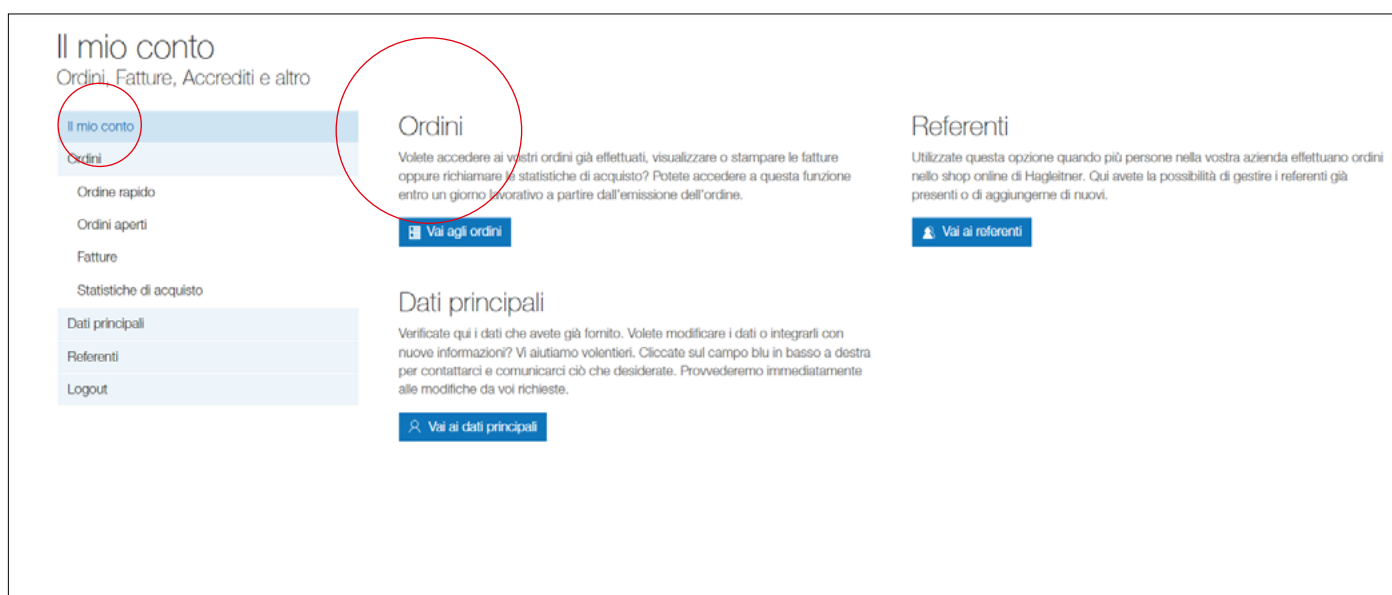 Il mio conto
Ordini, Fatture, Accrediti e altro
Il mio conto
Ordini
Ordine rapido
Ordini aperti
Fatture
Statistiche di acquisto
Dati principali
Referenti
Logout
Ordini
Volete accedere ai vostri ordini già effettuati, visualizzare o stampare le fatture
oppure richiamare le statistiche di acquisto? Potete accedere a questa funzione
entro un giorno lavorativo a partire dall'emissione dell'ordine.
Vai agli ordini
Dati principali
Verificate qui i dati che avete già fornito. Volete modificare i dati o integrarli con
nuove informazioni? Vi aiutiamo volentieri. Cliccate sul campo blu in basso a destra
per contattarci e comunicarci ciò che desiderate. Provvederemo immediatamente
alle modifiche da voi richieste.
Vai ai dati principali
Referenti
Utilizzate questa opzione quando più persone nella vostra azienda effettuano ordini
nello shop online di Hagleitner. Qui avete la possibilità di gestire i referenti già
presenti o di aggiungerne di nuovi.
Vai ai referenti